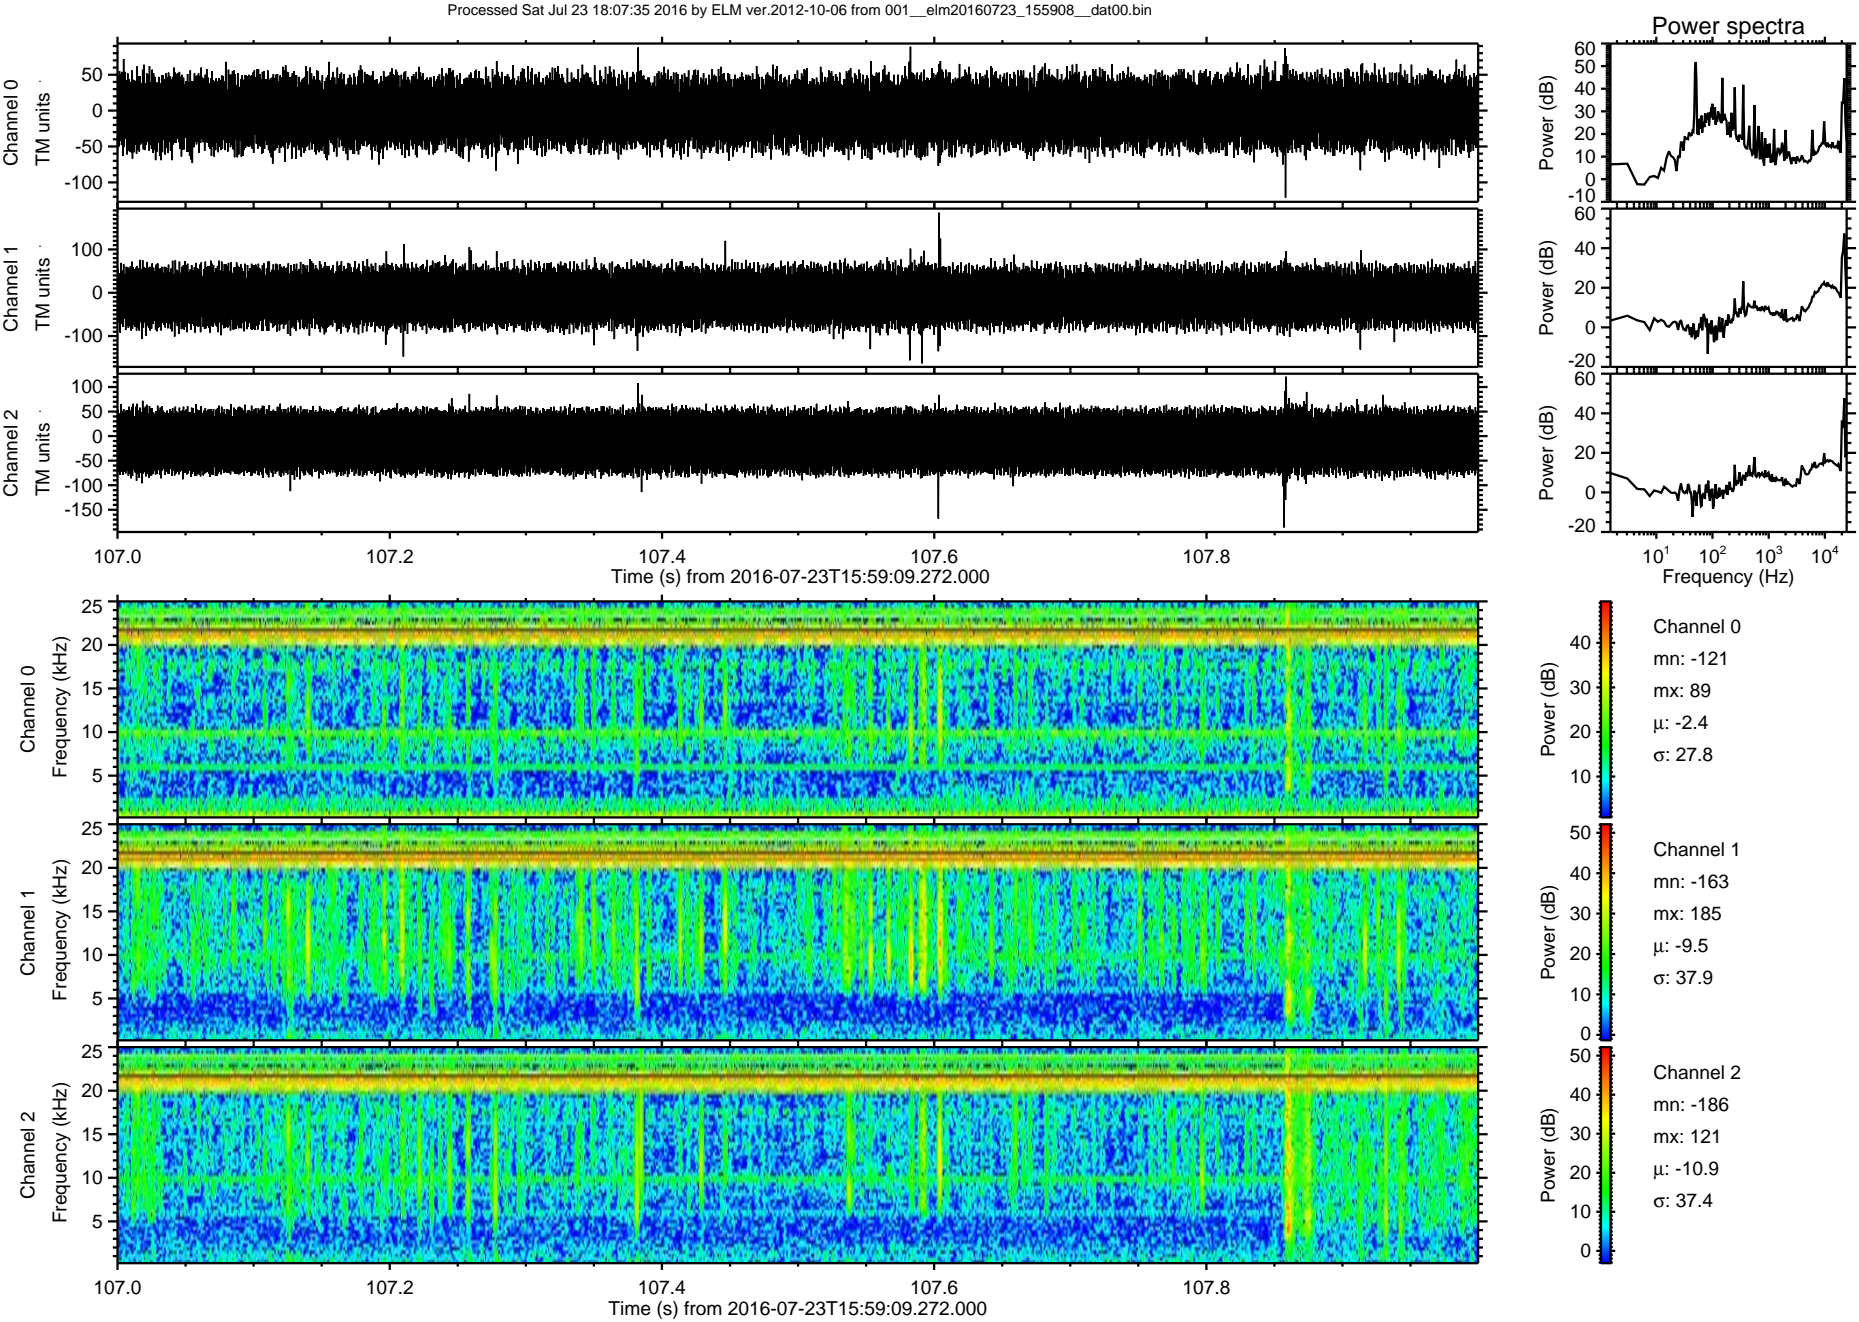 Processed Sat Jul 23 18:07:35 2016 by ELM ver.2012-10-06 from 001__elm20160723_155908__dat00.bin
Power spectra
Channel 0
TM units
50
0
-50
-100
Power (dB)
60
50
40
30
20
10
0
-10
Channel 1
TM units
100
0
-100
Power (dB)
60
40
20
0
-20
Channel 2
TM units
100
50
0
-50
-100
-150
Power (dB)
60
40
20
0
-20
107.0 107.2 107.4 107.6 107.8
Time (s) from 2016-07-23T15:59:09.272.000
10^1 10^2 10^3 10^4
Frequency (Hz)
Channel 0
Frequency (kHz)
25
20
15
10
5
Power (dB)
40
30
20
10
Channel 0
mn: -121
mx: 89
μ: -2.4
σ: 27.8
Channel 1
Frequency (kHz)
25
20
15
10
5
Power (dB)
50
40
30
20
10
0
Channel 1
mn: -163
mx: 185
μ: -9.5
σ: 37.9
Channel 2
Frequency (kHz)
25
20
15
10
5
Power (dB)
50
40
30
20
10
0
Channel 2
mn: -186
mx: 121
μ: -10.9
σ: 37.4
107.0 107.2 107.4 107.6 107.8
Time (s) from 2016-07-23T15:59:09.272.000